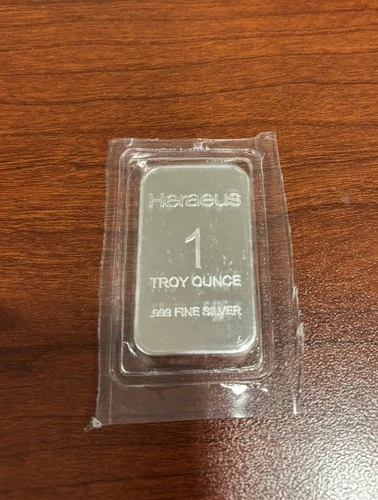 Heraeus
1
TROY OUNCE
.999 FINE SILVER